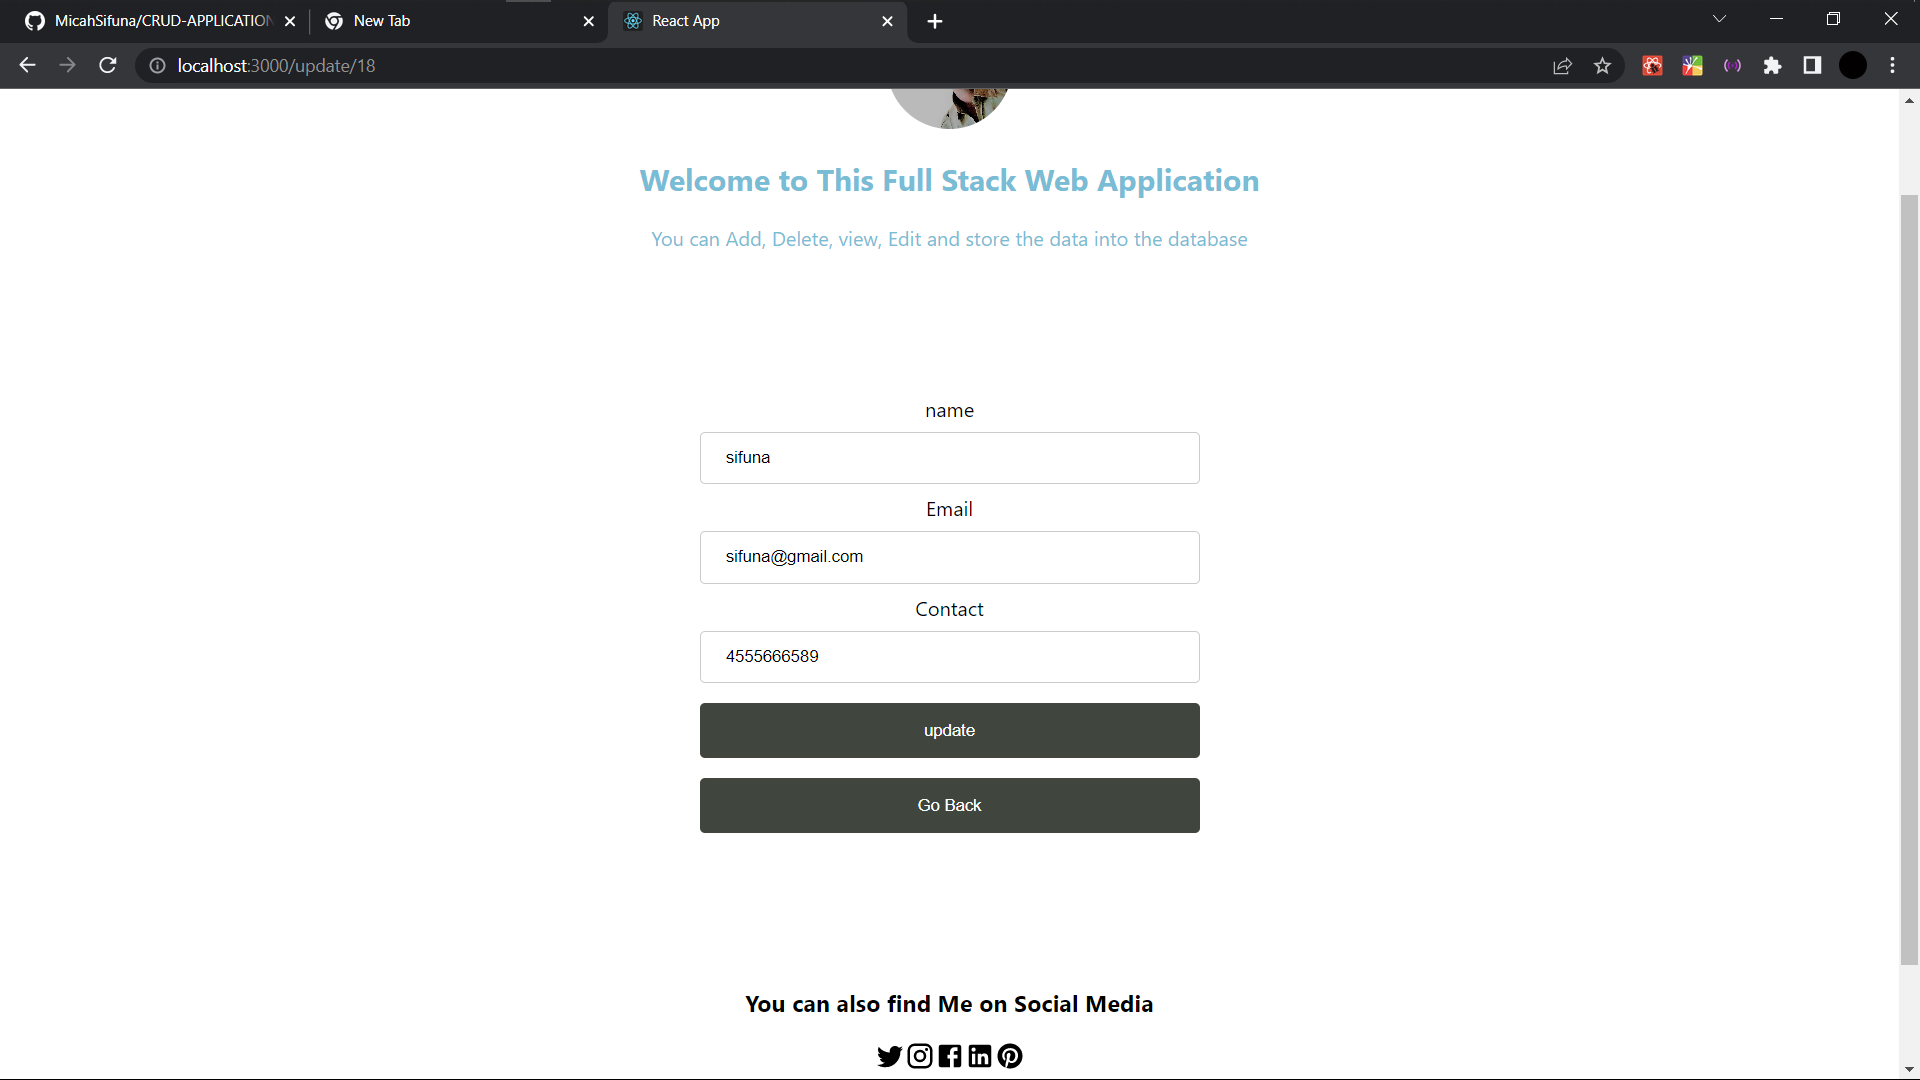 MicahSifuna/CRUD-APPLICATION
New Tab
React App
localhost:3000/update/18
Welcome to This Full Stack Web Application
You can Add, Delete, view, Edit and store the data into the database
name
sifuna
Email
sifuna@gmail.com
Contact
4555666589
update
Go Back
You can also find Me on Social Media